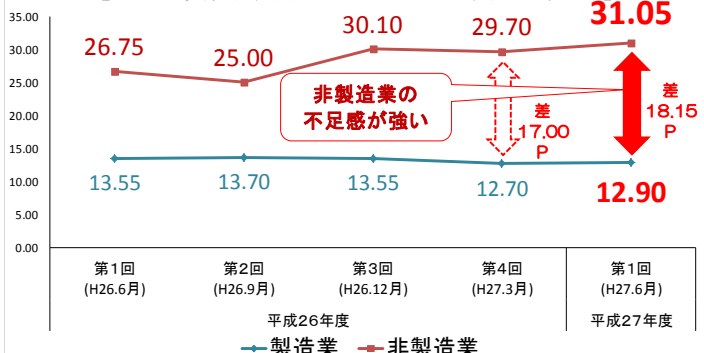 35.00
30.00
25.00
20.00
15.00
10.00
5.00
0.00
26.75
25.00
30.10
29.70
31.05
非製造業の
不足感が強い
差
17.00
P
差
18.15
P
13.55
13.70
13.55
12.70
12.90
第1回
(H26.6月)
第2回
(H26.9月)
第3回
(H26.12月)
第4回
(H27.3月)
第1回
(H27.6月)
平成26年度
平成27年度
製造業
非製造業